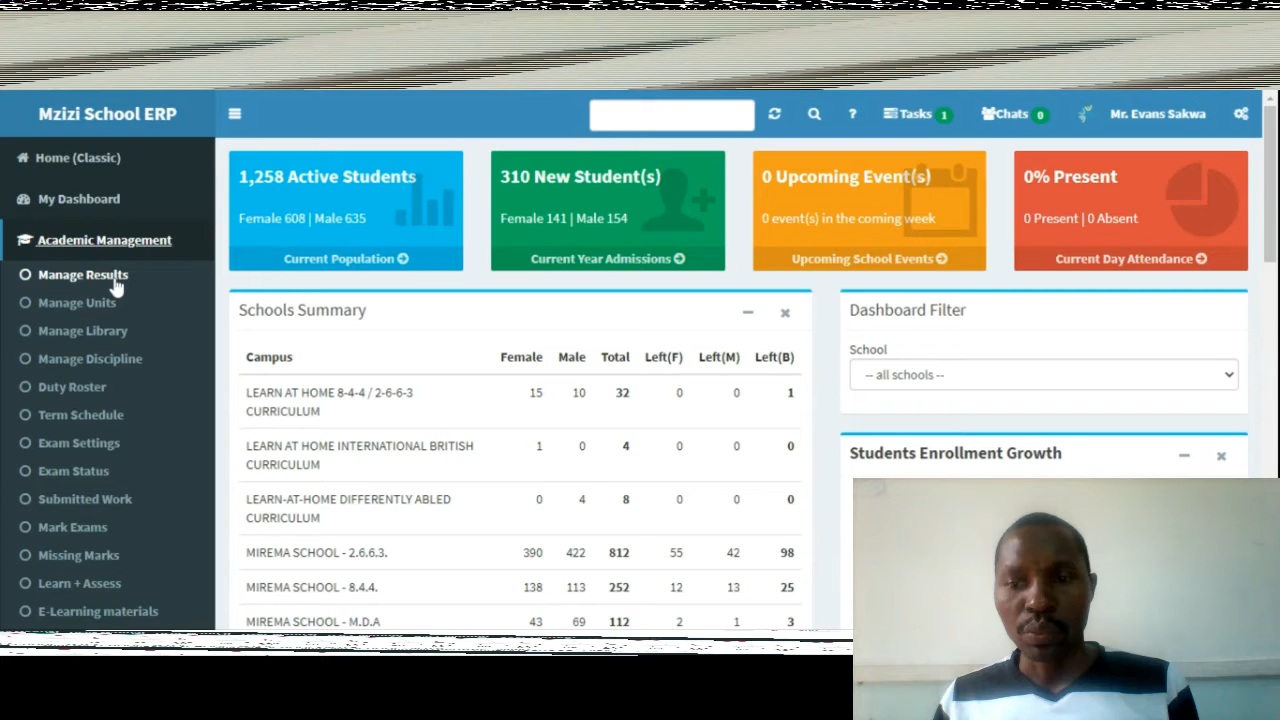 Mzizi School ERP
?
Tasks 1
Chats 0
Mr. Evans Sakwa
Home (Classic)
My Dashboard
Academic Management
Manage Results
Manage Units
Manage Library
Manage Discipline
Duty Roster
Term Schedule
Exam Settings
Exam Status
Submitted Work
Mark Exams
Missing Marks
Learn + Assess
E-Learning materials
1,258 Active Students
Female 608 | Male 635
Current Population
310 New Student(s)
Female 141 | Male 154
Current Year Admissions
0 Upcoming Event(s)
0 event(s) in the coming week
Upcoming School Events
0% Present
0 Present | 0 Absent
Current Day Attendance
Schools Summary
Campus Female Male Total Left(F) Left(M) Left(B)
LEARN AT HOME 8-4-4 / 2-6-6-3 15 10 32 0 0 1
CURRICULUM
LEARN AT HOME INTERNATIONAL BRITISH 1 0 4 0 0 0
CURRICULUM
LEARN-AT-HOME DIFFERENTLY ABLED 0 4 8 0 0 0
CURRICULUM
MIREMA SCHOOL - 2.6.6.3. 390 422 812 55 42 98
MIREMA SCHOOL - 8.4.4. 138 113 252 12 13 25
MIREMA SCHOOL - M.D.A 43 69 112 2 1 3
Dashboard Filter
School
-- all schools --
Students Enrollment Growth